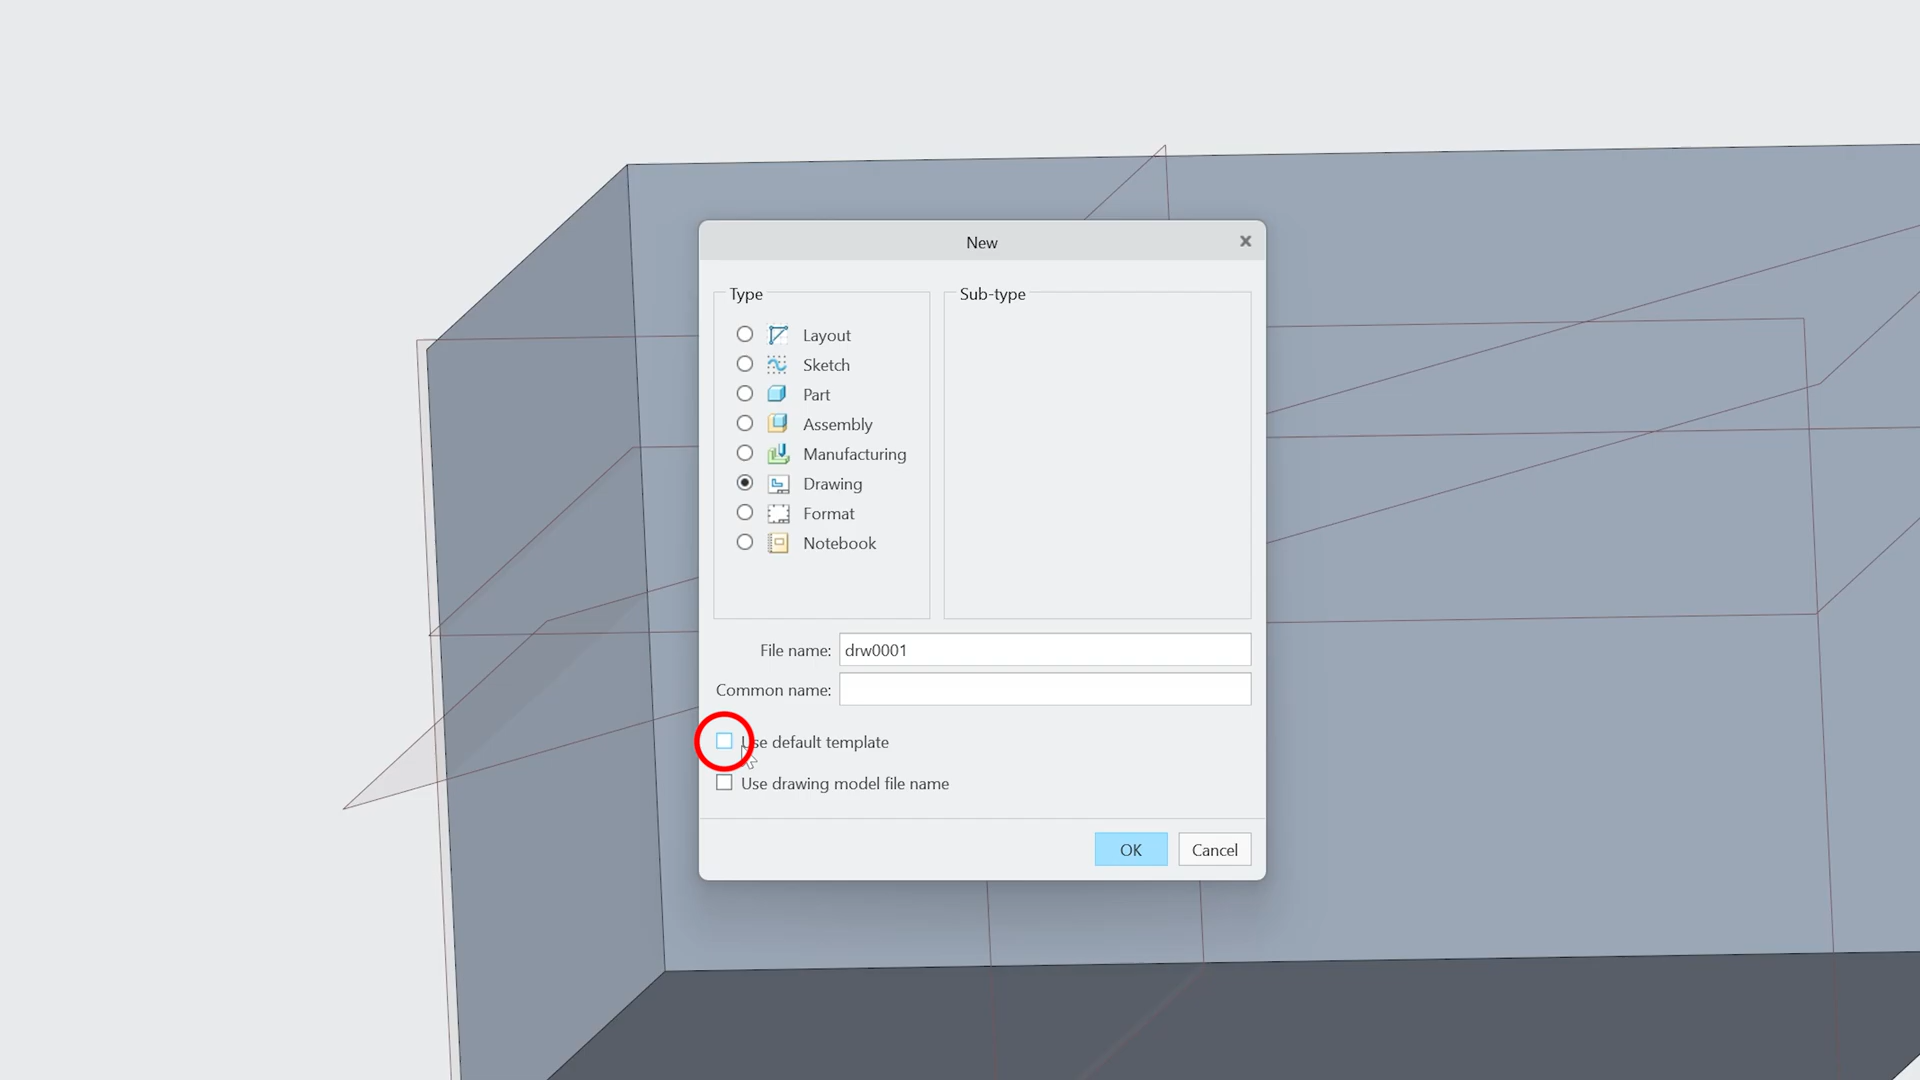 New
Type
Sub-type
Layout
Sketch
Part
Assembly
Manufacturing
Drawing
Format
Notebook
File name: drw0001
Common name:
Use default template
Use drawing model file name
OK
Cancel